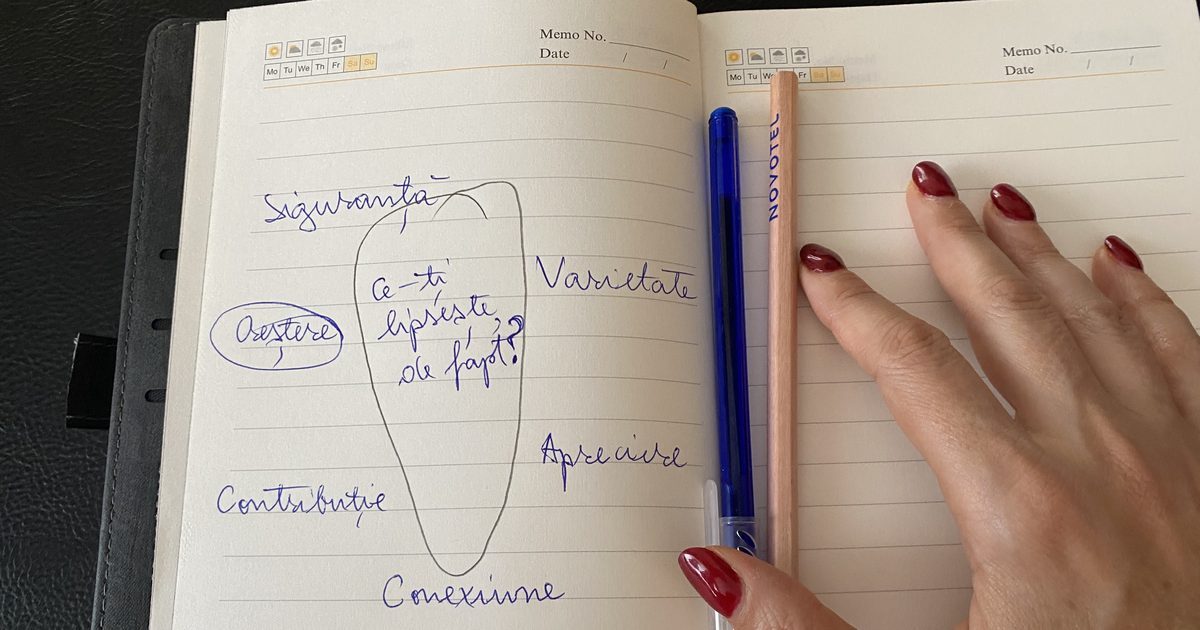 Memo No.
Date / /
Mo Tu We Th Fr Sa Su
Siguranță
Varietate
Ce-ți
lipsește,
de fapt?
Creștere
Apreciere
Contribuție
Conexiune
Memo No.
Date / /
Mo Tu We Fr Sa Su
NOVOTEL